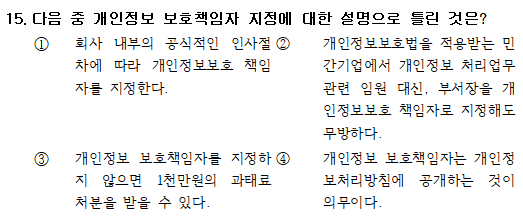 15. 다음 중 개인정보 보호책임자 지정에 대한 설명으로 틀린 것은?
① 회사 내부의 공식적인 인사절
차에 따라 개인정보보호 책임
자를 지정한다.
② 개인정보보호법을 적용받는 민
간기업에서 개인정보 처리업무
관련 임원 대신, 부서장을 개
인정보보호 책임자로 지정해도
무방하다.
③ 개인정보 보호책임자를 지정하
지 않으면 1천만원의 과태료
처분을 받을 수 있다.
④ 개인정보 보호책임자는 개인정
보처리방침에 공개하는 것이
의무이다.